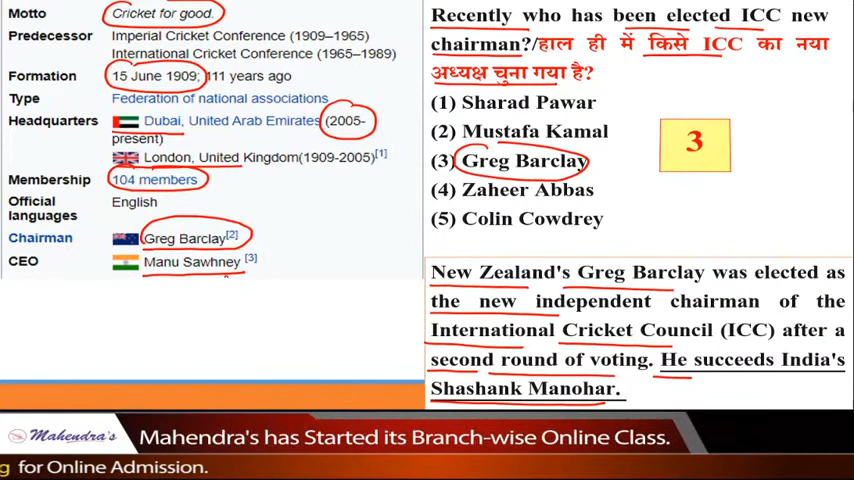 Motto Cricket for good.
Predecessor Imperial Cricket Conference (1909–1965)
International Cricket Conference (1965–1989)
Formation 15 June 1909; 111 years ago
Type Federation of national associations
Headquarters Dubai, United Arab Emirates (2005-
present)
London, United Kingdom(1909-2005)[1]
Membership 104 members
Official English
languages
Chairman Greg Barclay[2]
CEO Manu Sawhney [3]
Recently who has been elected ICC new
chairman?/हाल ही में किसे ICC का नया
अध्यक्ष चुना गया है?
(1) Sharad Pawar
(2) Mustafa Kamal
(3) Greg Barclay
(4) Zaheer Abbas
(5) Colin Cowdrey
3
New Zealand's Greg Barclay was elected as
the new independent chairman of the
International Cricket Council (ICC) after a
second round of voting. He succeeds India's
Shashank Manohar.
Mahendra's
Mahendra's has Started its Branch-wise Online Class.
g for Online Admission.